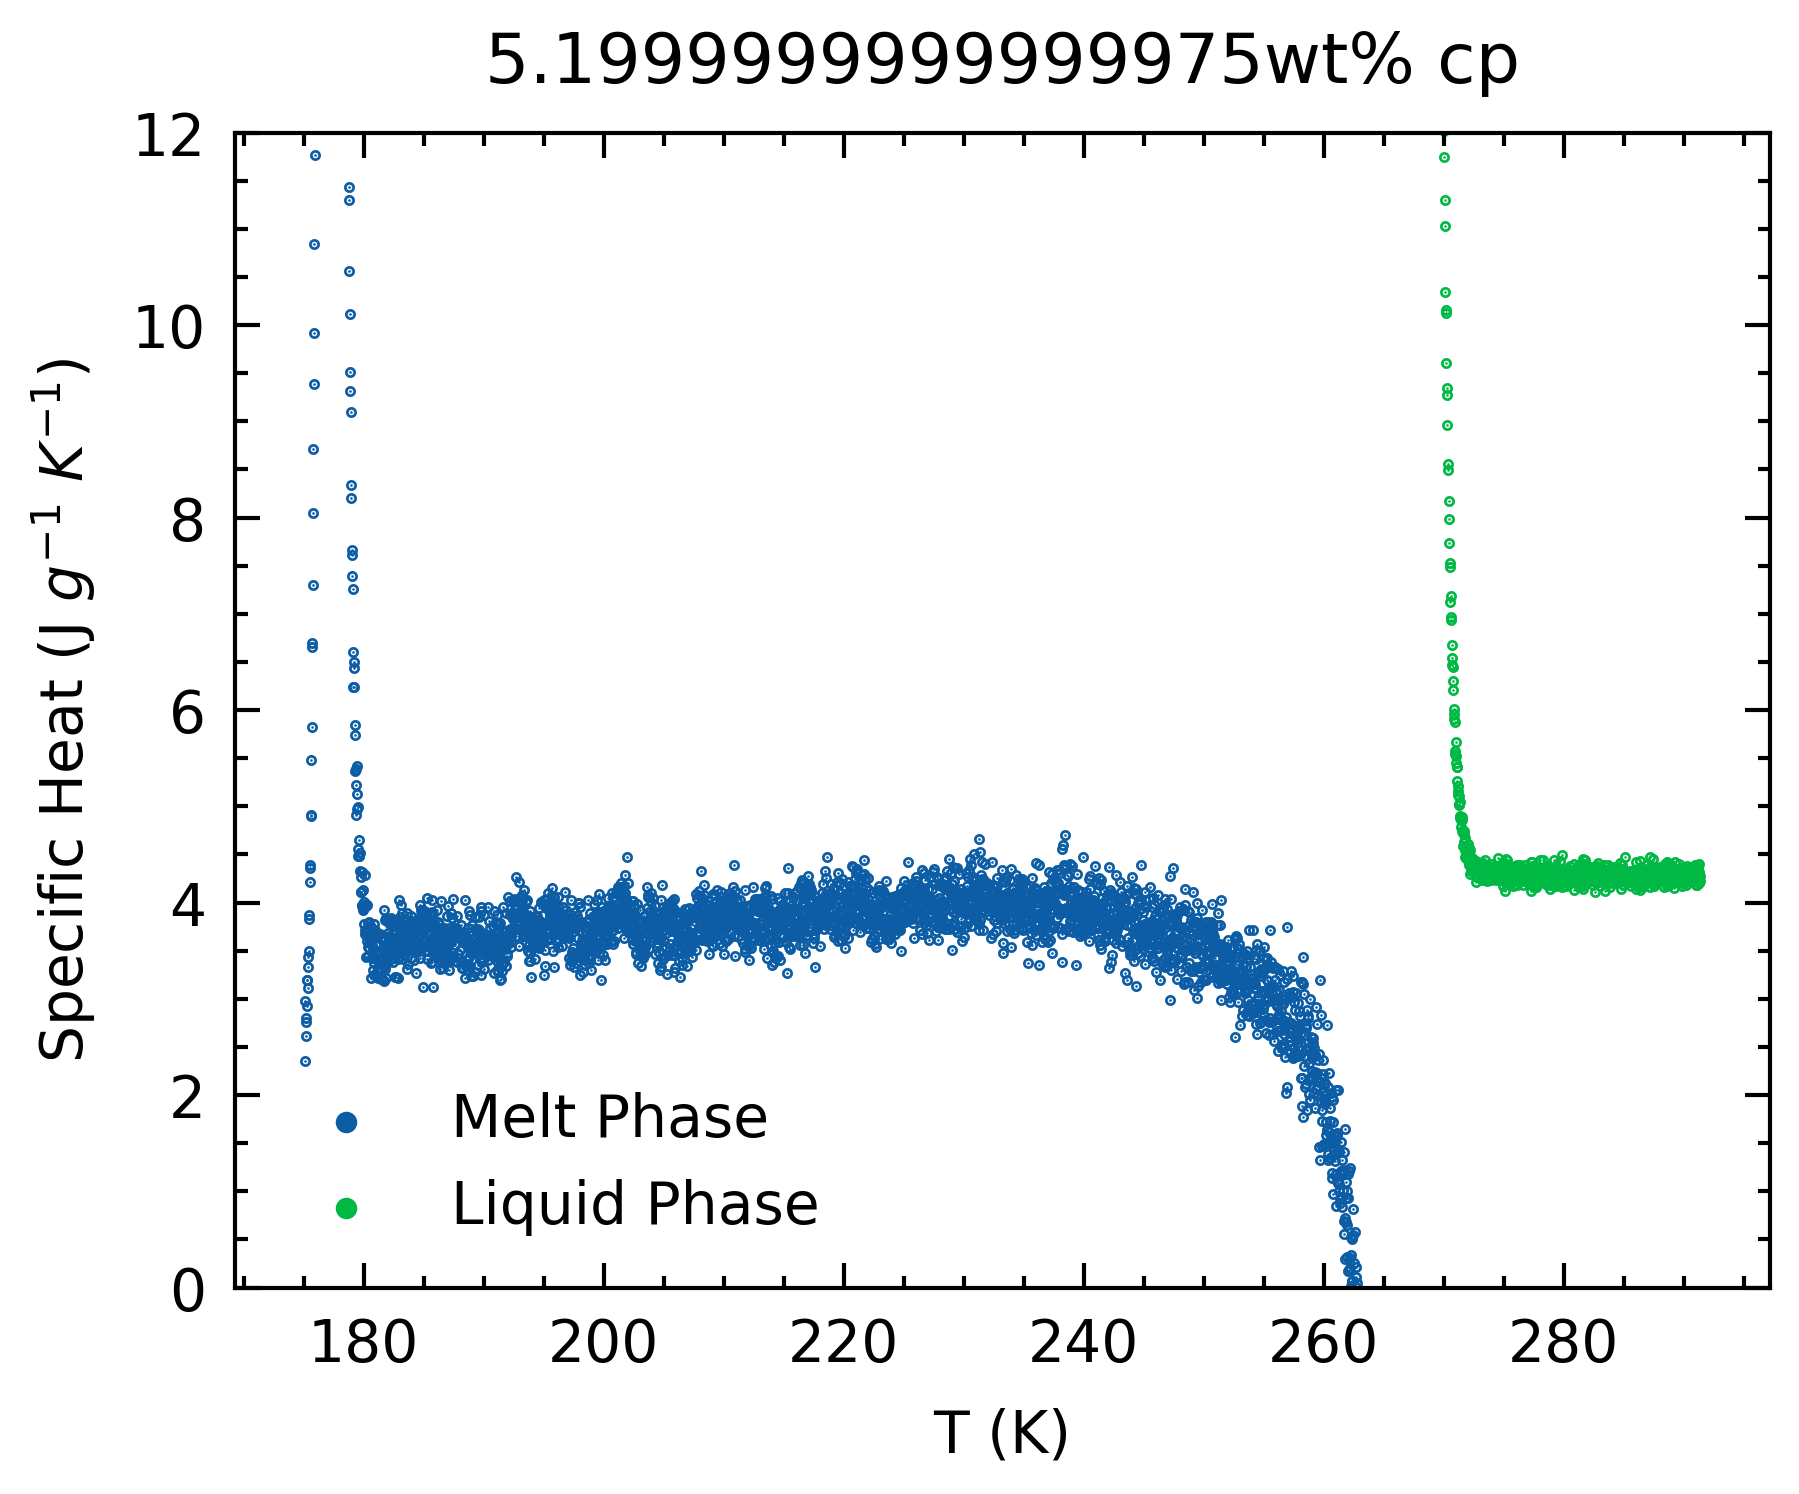 5.1999999999999975wt% cp
12
10
8
6
4
2
0
Specific Heat (J g⁻¹ K⁻¹)
Melt Phase
Liquid Phase
180 200 220 240 260 280
T (K)